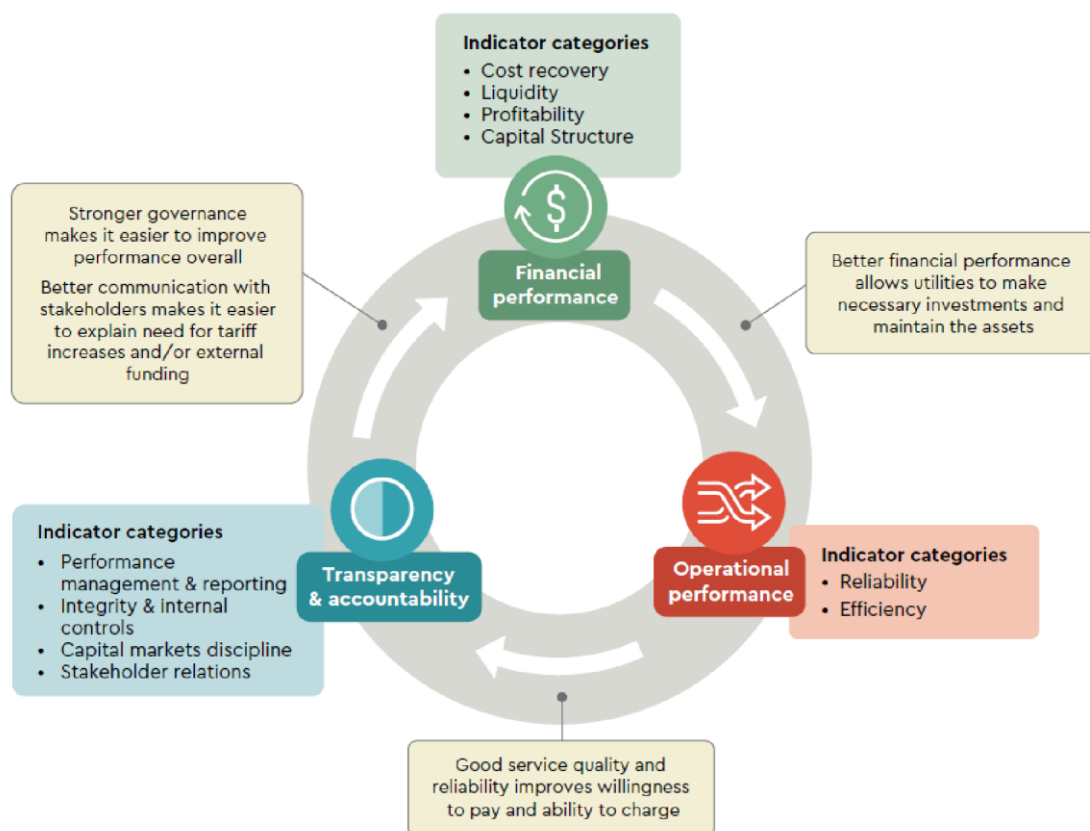 Indicator categories
• Cost recovery
• Liquidity
• Profitability
• Capital Structure
Financial
performance
Stronger governance
makes it easier to improve
performance overall
Better communication with
stakeholders makes it easier
to explain need for tariff
increases and/or external
funding
Better financial performance
allows utilities to make
necessary investments and
maintain the assets
Transparency
& accountability
Indicator categories
• Performance
management & reporting
• Integrity & internal
controls
• Capital markets discipline
• Stakeholder relations
Operational
performance
Indicator categories
• Reliability
• Efficiency
Good service quality and
reliability improves willingness
to pay and ability to charge